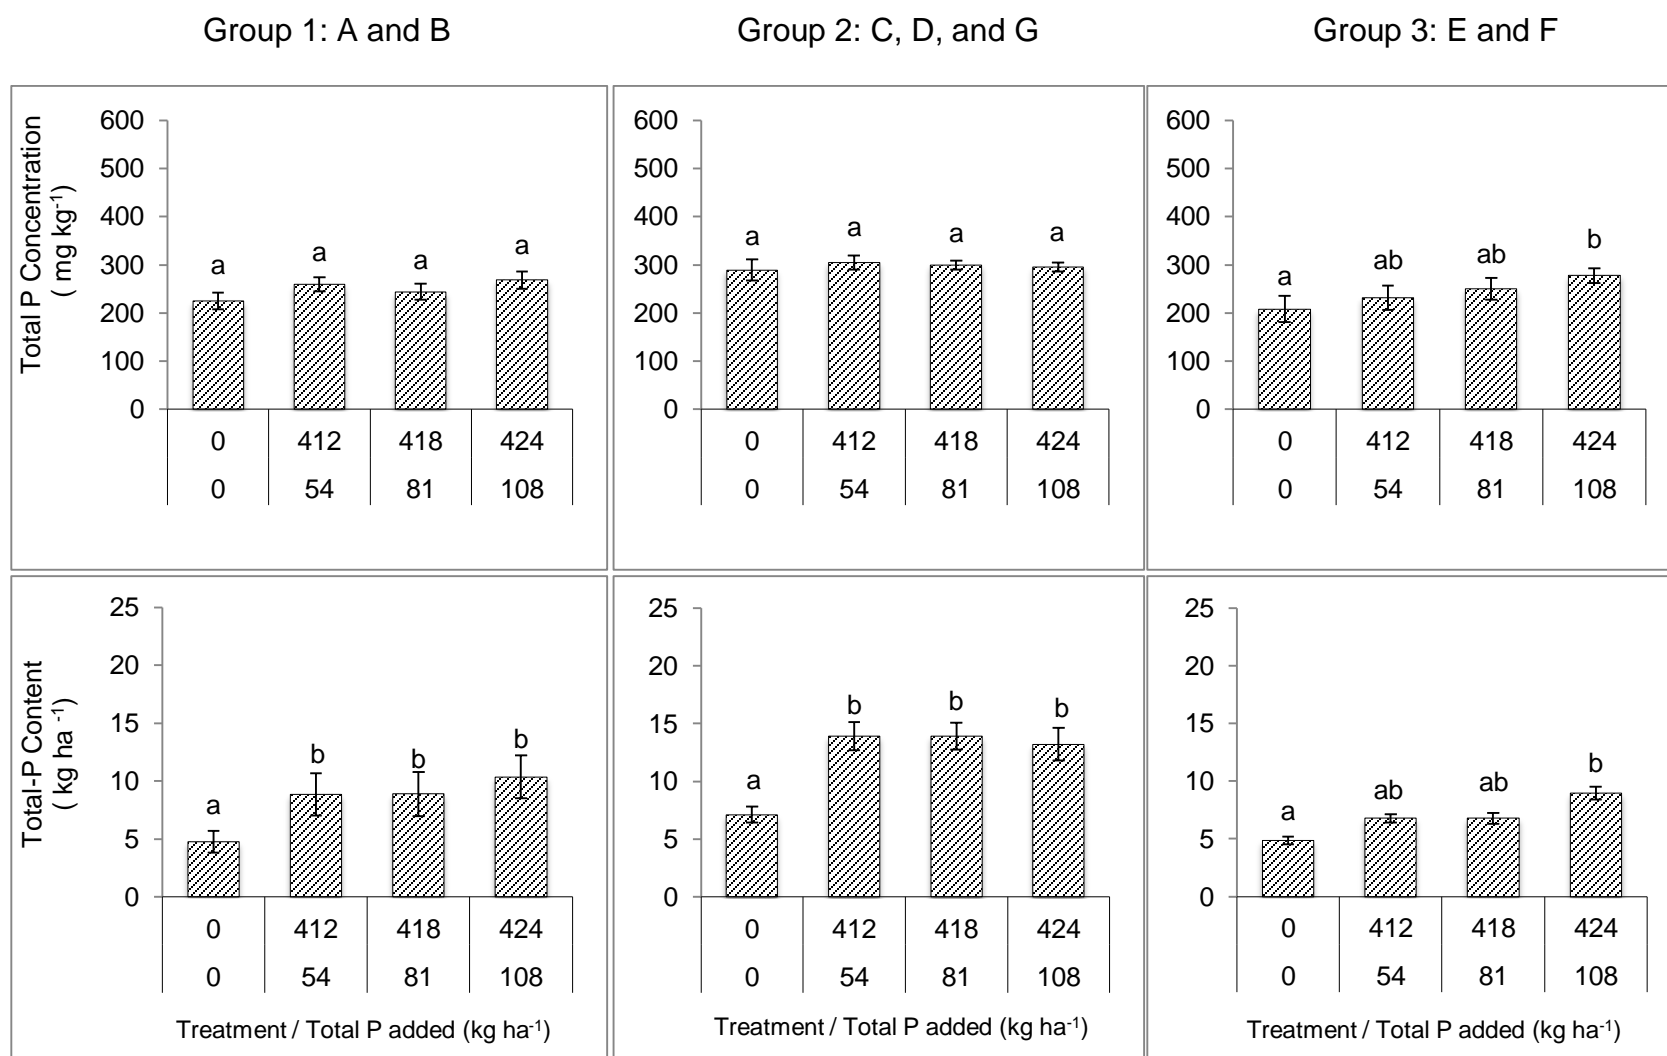 Group 1: A and B
Group 2: C, D, and G
Group 3: E and F
Total P Concentration
( mg kg⁻¹)
600
500
400
300
200
100
0
a a a a
0 412 418 424
0 54 81 108
600
500
400
300
200
100
0
a a a a
0 412 418 424
0 54 81 108
600
500
400
300
200
100
0
a ab ab b
0 412 418 424
0 54 81 108
Total-P Content
( kg ha ⁻¹)
25
20
15
10
5
0
a b b b
0 412 418 424
0 54 81 108
Treatment / Total P added (kg ha⁻¹)
25
20
15
10
5
0
a b b b
0 412 418 424
0 54 81 108
Treatment / Total P added (kg ha⁻¹)
25
20
15
10
5
0
a ab ab b
0 412 418 424
0 54 81 108
Treatment / Total P added (kg ha⁻¹)